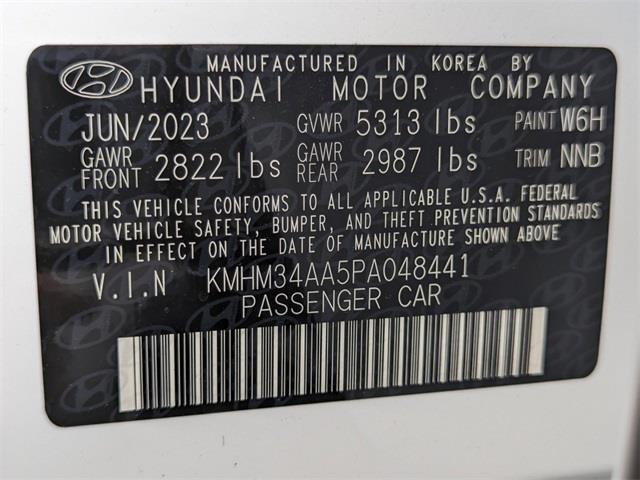 MANUFACTURED IN KOREA BY
HYUNDAI MOTOR COMPANY
JUN/2023 GVWR 5313 lbs PAINT W6H
GAWR FRONT 2822 lbs GAWR REAR 2987 lbs TRIM NNB
THIS VEHICLE CONFORMS TO ALL APPLICABLE U.S.A. FEDERAL
MOTOR VEHICLE SAFETY, BUMPER, AND THEFT PREVENTION STANDARDS
IN EFFECT ON THE DATE OF MANUFACTURE SHOWN ABOVE
V.I.N KMHM34AA5PA048441
PASSENGER CAR